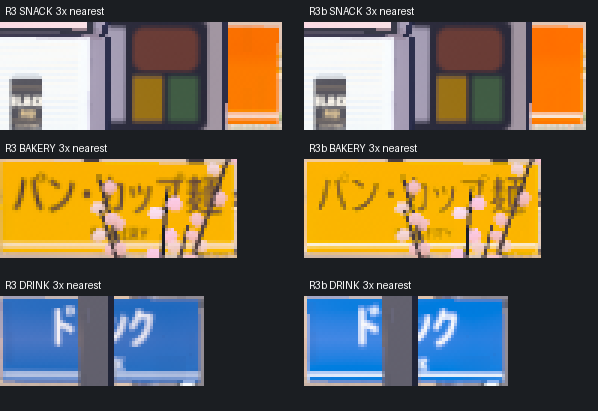 R3 SNACK 3x nearest
R3b SNACK 3x nearest
R3 BAKERY 3x nearest
R3b BAKERY 3x nearest
パン・カップ麺
パン・カップ麺
R3 DRINK 3x nearest
R3b DRINK 3x nearest
ド ック
ド ック